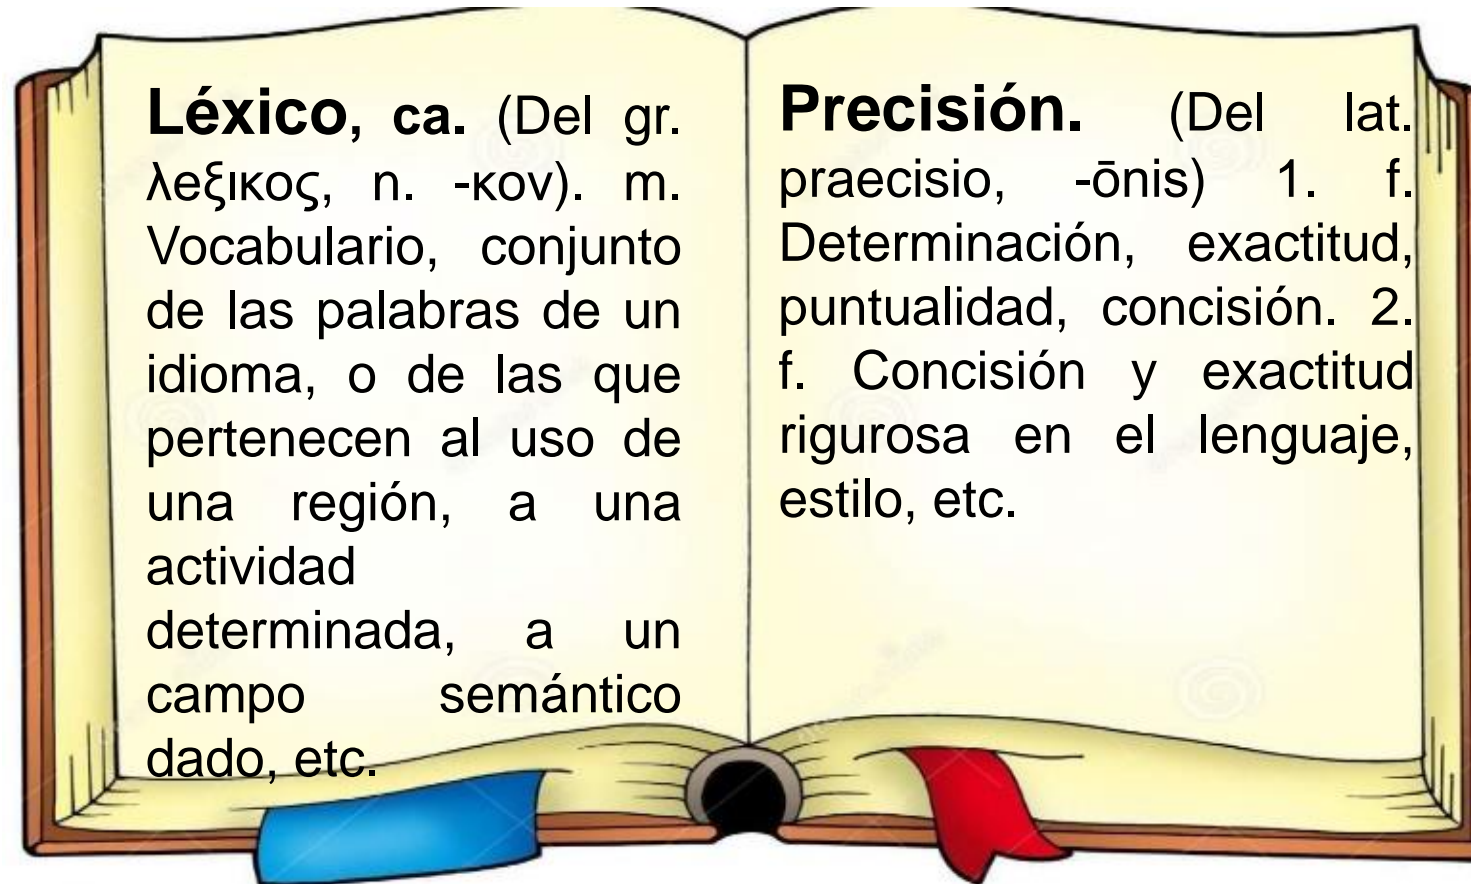 Léxico, ca. (Del gr.
λεξικος, n. -κον). m.
Vocabulario, conjunto
de las palabras de un
idioma, o de las que
pertenecen al uso de
una región, a una
actividad
determinada, a un
campo semántico
dado, etc.
Precisión. (Del lat.
praecisio, -ōnis) 1. f.
Determinación, exactitud,
puntualidad, concisión. 2.
f. Concisión y exactitud
rigurosa en el lenguaje,
estilo, etc.